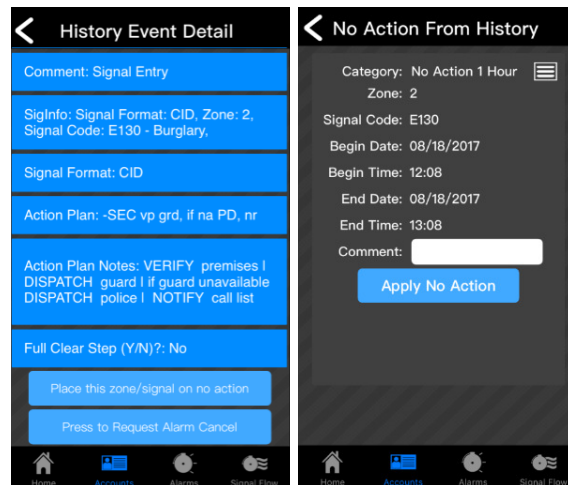 History Event Detail
Comment: Signal Entry
SigInfo: Signal Format: CID, Zone: 2,
Signal Code: E130 - Burglary,
Signal Format: CID
Action Plan: -SEC vp grd, if na PD, nr
Action Plan Notes: VERIFY premises |
DISPATCH guard | if guard unavailable
DISPATCH police | NOTIFY call list
Full Clear Step (Y/N)?: No
Place this zone/signal on no action
Press to Request Alarm Cancel
Home Accounts Alarms Signal Flow
No Action From History
Category: No Action 1 Hour
Zone: 2
Signal Code: E130
Begin Date: 08/18/2017
Begin Time: 12:08
End Date: 08/18/2017
End Time: 13:08
Comment:
Apply No Action
Home Accounts Alarms Signal Flow